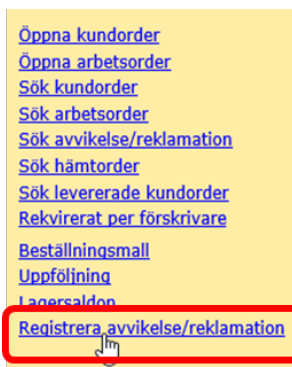 Öppna kundorder
Öppna arbetsorder
Sök kundorder
Sök arbetsorder
Sök avvikelse/reklamation
Sök hämtorder
Sök levererade kundorder
Rekvirerat per förskrivare
Beställningsmall
Uppföljning
Lagersaldon
Registrera avvikelse/reklamation